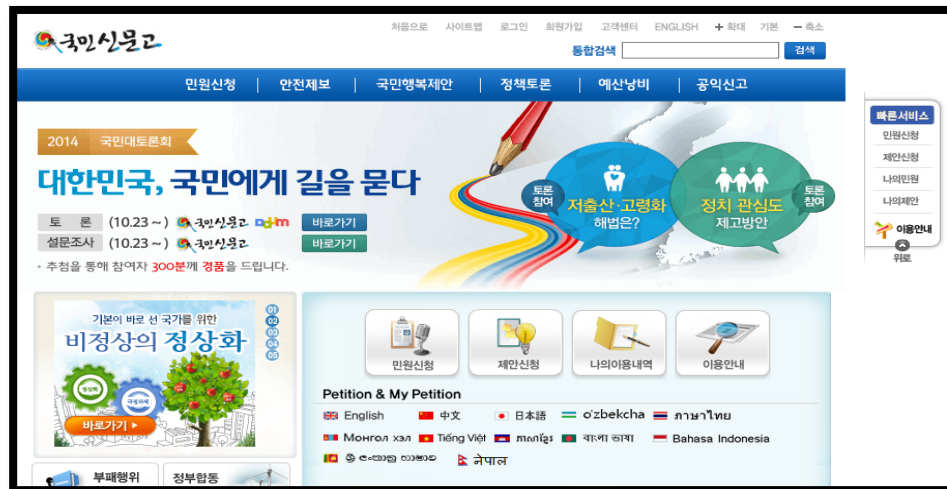 국민신문고
처음으로 사이트맵 로그인 회원가입 고객센터 ENGLISH + 확대 기본 - 축소
통합검색 검색
민원신청 안전제보 국민행복제안 정책토론 예산낭비 공익신고
2014 국민대토론회
대한민국, 국민에게 길을 묻다
토 론 (10.23 ~) 국민신문고 Daum 바로가기
설문조사 (10.23 ~) 국민신문고 바로가기
· 추첨을 통해 참여자 300분께 경품을 드립니다.
토론
참여
저출산·고령화
해법은?
정치 관심도
제고방안
토론
참여
빠른서비스
민원신청
제안신청
나의민원
나의제안
이용안내
위로
기본이 바로 선 국가를 위한
비정상의 정상화
정상화
국정과제
바로가기
01
02
03
04
05
민원신청 제안신청 나의이용내역 이용안내
Petition & My Petition
English 中文 日本語 o'zbekcha ภาษาไทย
Монгол хэл Tiếng Việt ភាសាខ្មែរ বাংলা ভাষা Bahasa Indonesia
नेपाल
부패행위 정부합동